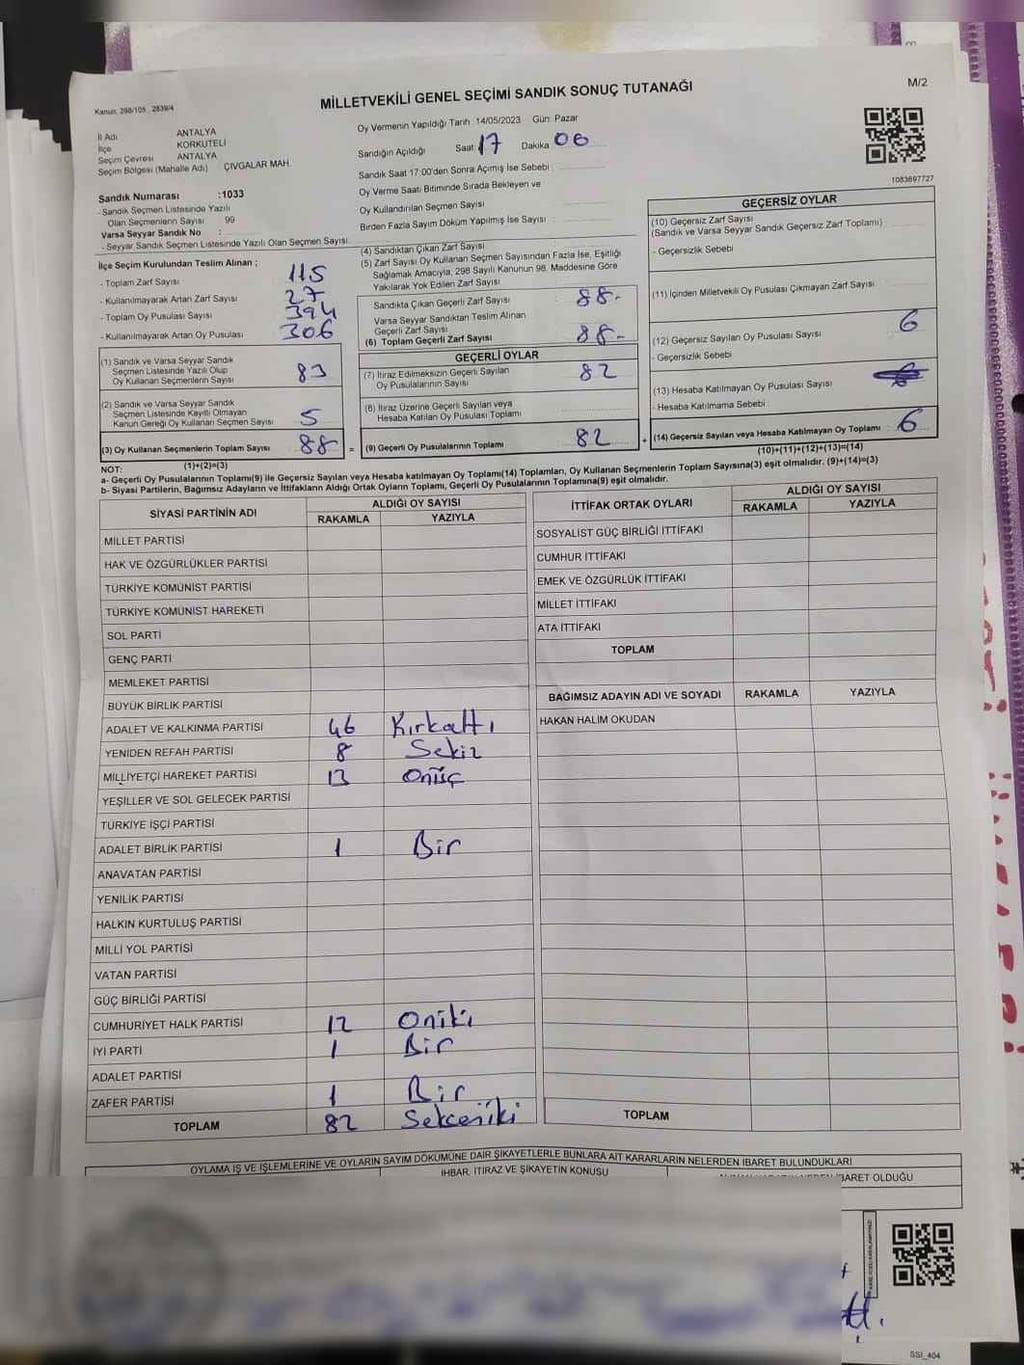 MİLLETVEKİLİ GENEL SEÇİMİ SANDIK SONUÇ TUTANAĞI
M/2
Kanun: 298/105 , 2839/4
İl Adı ANTALYA
İlçe KORKUTELİ
Seçim Çevresi ANTALYA
Seçim Bölgesi (Mahalle Adı) ÇIVGALAR MAH.
Oy Vermenin Yapıldığı Tarih :14/05/2023 Gün: Pazar
Sandığın Açıldığı Saat: 17 Dakika 06
Sandık Saat 17:00'den Sonra Açımış İse Sebebi :
Oy Verme Saati Bitiminde Sırada Bekleyen ve
Oy Kullandırılan Seçmen Sayısı :
Birden Fazla Sayım Döküm Yapılmış İse Sayısı :
1083697727
Sandık Numarası :1033
- Sandık Seçmen Listesinde Yazılı
Olan Seçmenlerin Sayısı 99
Varsa Seyyar Sandık No :
- Seyyar Sandık Seçmen Listesinde Yazılı Olan Seçmen Sayısı:
İlçe Seçim Kurulundan Teslim Alınan ;
- Toplam Zarf Sayısı : 115
- Kullanılmayarak Artan Zarf Sayısı : 27
- Toplam Oy Pusulası Sayısı : 394
- Kullanılmayarak Artan Oy Pusulası : 306
(1) Sandık ve Varsa Seyyar Sandık
Seçmen Listesinde Yazılı Olup
Oy Kullanan Seçmenlerin Sayısı : 83
(2) Sandık ve Varsa Seyyar Sandık
Seçmen Listesinde Kayıtlı Olmayan
Kanun Gereği Oy Kullanan Seçmen Sayısı : 5
(3) Oy Kullanan Seçmenlerin Toplam Sayısı : 88
(1)+(2)=(3)
(4) Sandıktan Çıkan Zarf Sayısı
(5) Zarf Sayısı Oy Kullanan Seçmen Sayısından Fazla İse, Eşitliği
Sağlamak Amacıyla, 298 Sayılı Kanunun 98. Maddesine Göre
Yakılarak Yok Edilen Zarf Sayısı :
Sandıkta Çıkan Geçerli Zarf Sayısı : 88-
Varsa Seyyar Sandıktan Teslim Alınan
Geçerli Zarf Sayısı
(6) Toplam Geçerli Zarf Sayısı : 88-
GEÇERLİ OYLAR
(7) İtiraz Edilmeksizin Geçerli Sayılan
Oy Pusulalarının Sayısı : 82
(8) İtiraz Üzerine Geçerli Sayılan veya
Hesaba Katılan Oy Pusulası Toplamı :
= (9) Geçerli Oy Pusulalarının Toplamı : 82
GEÇERSİZ OYLAR
(10) Geçersiz Zarf Sayısı
(Sandık ve Varsa Seyyar Sandık Geçersiz Zarf Toplamı)
- Geçersizlik Sebebi
(11) İçinden Milletvekili Oy Pusulası Çıkmayan Zarf Sayısı
(12) Geçersiz Sayılan Oy Pusulası Sayısı : 6
- Geçersizlik Sebebi
(13) Hesaba Katılmayan Oy Pusulası Sayısı :
- Hesaba Katılmama Sebebi :
+ (14) Geçersiz Sayılan veya Hesaba Katılmayan Oy Toplamı : 6
(10)+(11)+(12)+(13)=(14)
NOT:
a- Geçerli Oy Pusulalarının Toplamı(9) ile Geçersiz Sayılan veya Hesaba katılmayan Oy Toplamı(14) Toplamları, Oy Kullanan Seçmenlerin Toplam Sayısına(3) eşit olmalıdır. (9)+(14)=(3)
b- Siyasi Partilerin, Bağımsız Adayların ve İttifakların Aldığı Ortak Oyların Toplamı, Geçerli Oy Pusulalarının Toplamına(9) eşit olmalıdır.
SİYASİ PARTİNİN ADI
ALDIĞI OY SAYISI
RAKAMLA YAZIYLA
MİLLET PARTİSİ
HAK VE ÖZGÜRLÜKLER PARTİSİ
TÜRKİYE KOMÜNİST PARTİSİ
TÜRKİYE KOMÜNİST HAREKETİ
SOL PARTİ
GENÇ PARTİ
MEMLEKET PARTİSİ
BÜYÜK BİRLİK PARTİSİ
ADALET VE KALKINMA PARTİSİ 46 Kırkaltı
YENİDEN REFAH PARTİSİ 8 Sekiz
MİLLİYETÇİ HAREKET PARTİSİ 13 Onüç
YEŞİLLER VE SOL GELECEK PARTİSİ
TÜRKİYE İŞÇİ PARTİSİ
ADALET BİRLİK PARTİSİ 1 Bir
ANAVATAN PARTİSİ
YENİLİK PARTİSİ
HALKIN KURTULUŞ PARTİSİ
MİLLİ YOL PARTİSİ
VATAN PARTİSİ
GÜÇ BİRLİĞİ PARTİSİ
CUMHURİYET HALK PARTİSİ 12 Oniki
İYİ PARTİ 1 Bir
ADALET PARTİSİ
ZAFER PARTİSİ 1 Bir
TOPLAM 82 Sekseniki
İTTİFAK ORTAK OYLARI
ALDIĞI OY SAYISI
RAKAMLA YAZIYLA
SOSYALİST GÜÇ BİRLİĞİ İTTİFAKI
CUMHUR İTTİFAKI
EMEK VE ÖZGÜRLÜK İTTİFAKI
MİLLET İTTİFAKI
ATA İTTİFAKI
TOPLAM
BAĞIMSIZ ADAYIN ADI VE SOYADI RAKAMLA YAZIYLA
HAKAN HALİM OKUDAN
TOPLAM
OYLAMA İŞ VE İŞLEMLERİNE VE OYLARIN SAYIM DÖKÜMÜNE DAİR ŞİKAYETLERLE BUNLARA AİT KARARLARIN NELERDEN İBARET BULUNDUKLARI
İHBAR, İTİRAZ VE ŞİKAYETİN KONUSU
İBARET OLDUĞU
SSI_404